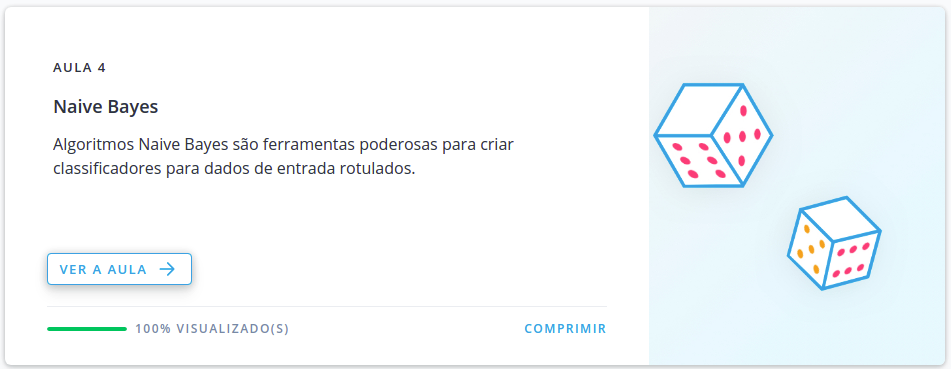 AULA 4
Naive Bayes
Algoritmos Naive Bayes são ferramentas poderosas para criar
classificadores para dados de entrada rotulados.
VER A AULA
100% VISUALIZADO(S)
COMPRIMIR